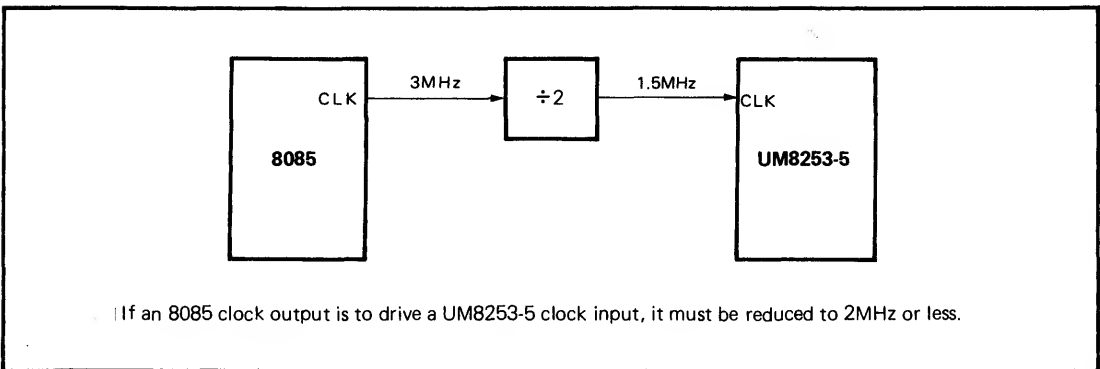 3MHz
1.5MHz
CLK
÷2
CLK
8085
UM8253-5
If an 8085 clock output is to drive a UM8253-5 clock input, it must be reduced to 2MHz or less.